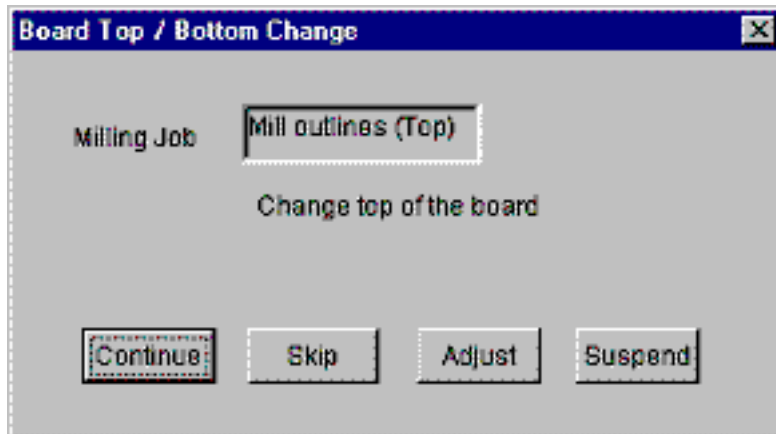 Board Top / Bottom Change
Milling Job Mill outlines (Top)
Change top of the board
Continue Skip Adjust Suspend